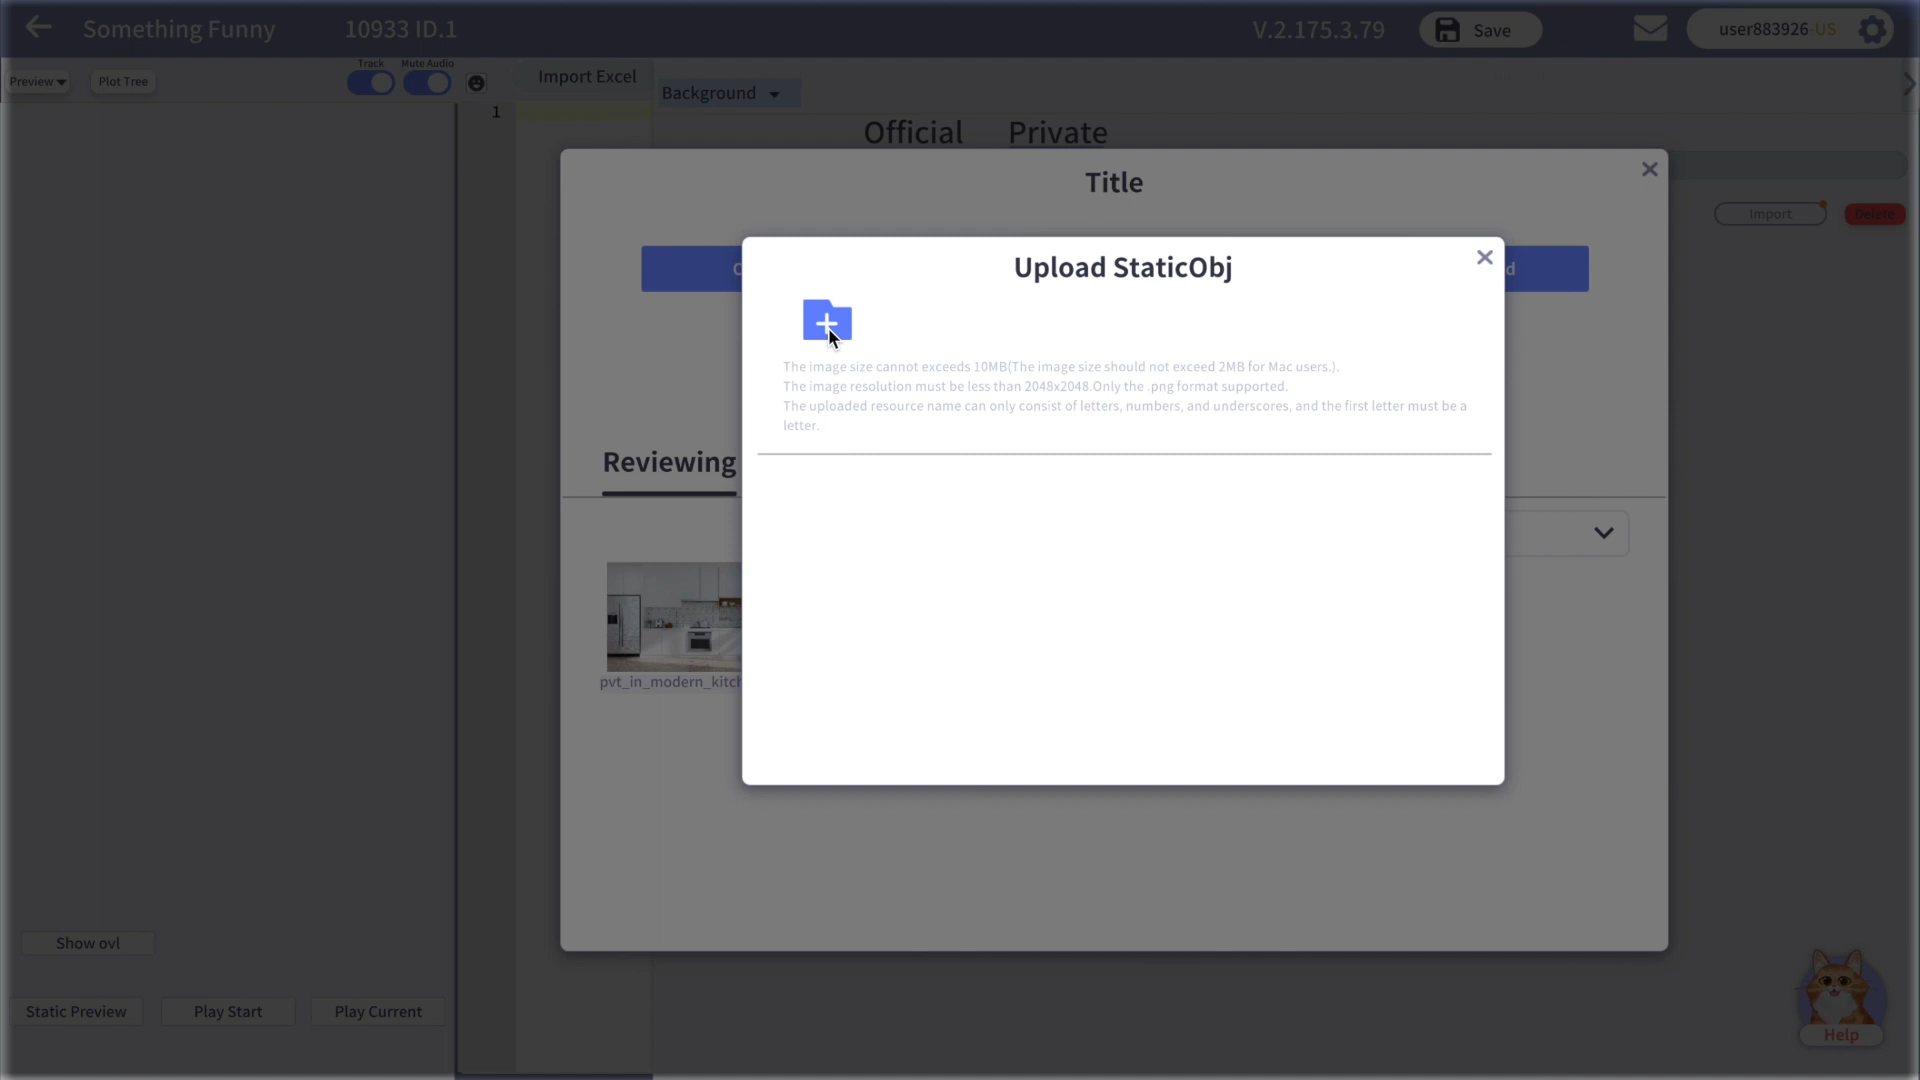 Something Funny
10933 ID.1
V.2.175.3.79
Save
user883926-US
Preview
Plot Tree
Track
Mute Audio
Import Excel
1
Background
Official
Private
Import
Delete
Title
Upload StaticObj
The image size cannot exceeds 10MB(The image size should not exceed 2MB for Mac users.).
The image resolution must be less than 2048x2048.Only the .png format supported.
The uploaded resource name can only consist of letters, numbers, and underscores, and the first letter must be a
letter.
Reviewing
pvt_in_modern_kitch
Show ovl
Static Preview
Play Start
Play Current
Help